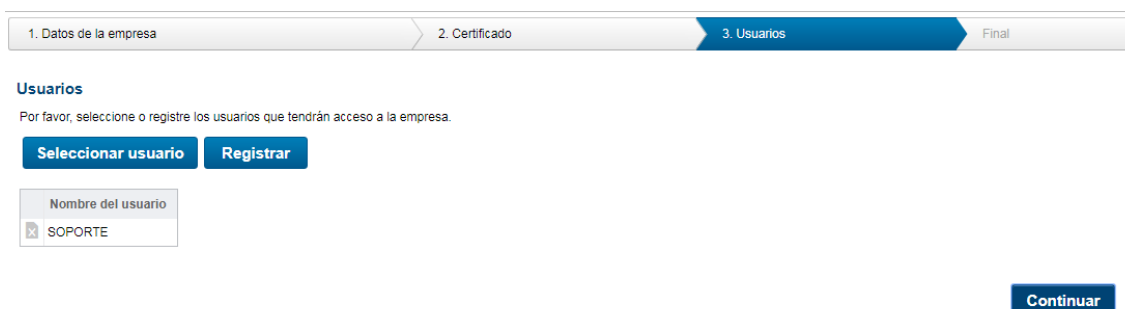 1. Datos de la empresa 2. Certificado 3. Usuarios Final
Usuarios
Por favor, seleccione o registre los usuarios que tendrán acceso a la empresa.
Seleccionar usuario Registrar
Nombre del usuario
SOPORTE
Continuar